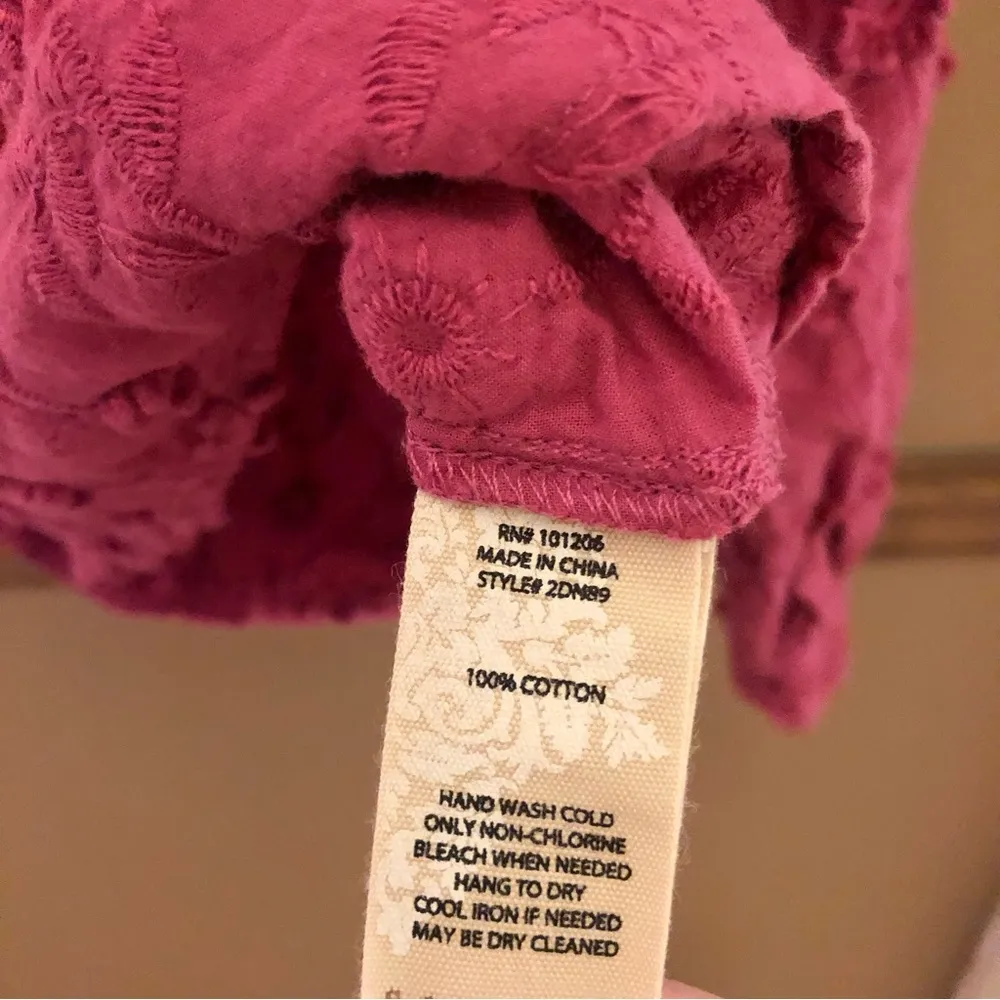 RN# 101206
MADE IN CHINA
STYLE# 2DM89
100% COTTON
HAND WASH COLD
ONLY NON-CHLORINE
BLEACH WHEN NEEDED
HANG TO DRY
COOL IRON IF NEEDED
MAY BE DRY CLEANED